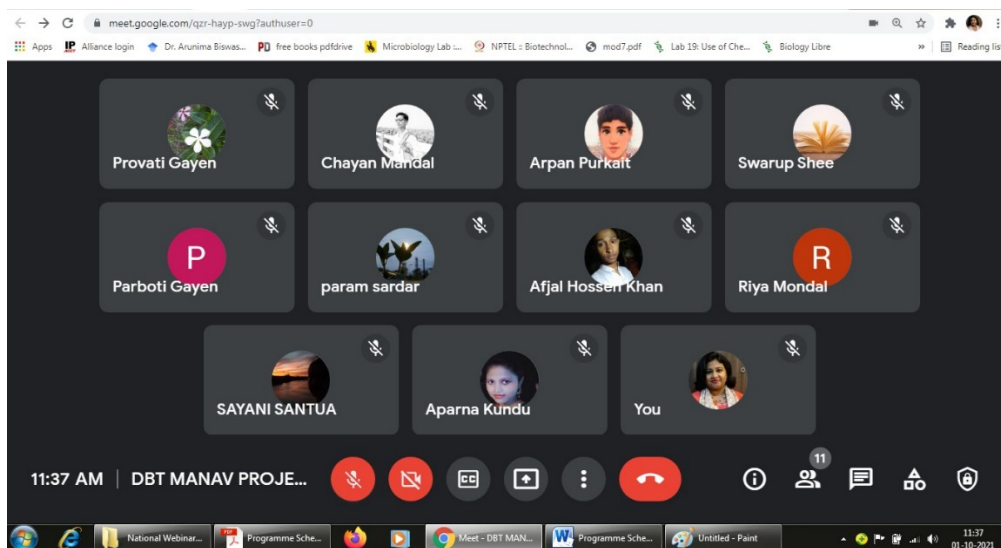 meet.google.com/qzr-hayp-swg?authuser=0
Apps IP Alliance login Dr. Arunima Biswas... PD free books pdfdrive Microbiology Lab :... NPTEL :: Biotechnol... mod7.pdf Lab 19: Use of Che... Biology Libre » Reading lis
Provati Gayen Chayan Mandal Arpan Purkait Swarup Shee
P R
Parboti Gayen param sardar Afjal Hossen Khan Riya Mondal
SAYANI SANTUA Aparna Kundu You
11
11:37 AM | DBT MANAV PROJE... CC
National Webinar... Programme Sche... Meet - DBT MAN... Programme Sche... Untitled - Paint 11:37
01-10-2021